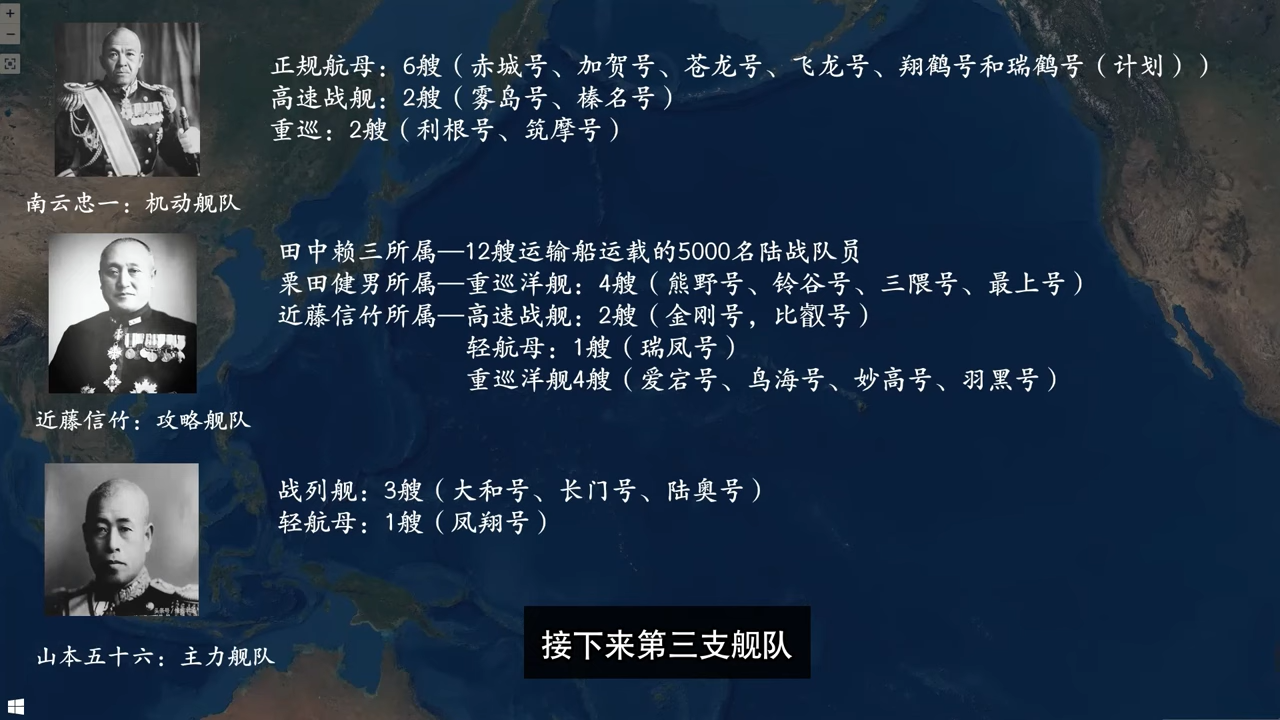 正规航母：6艘（赤城号、加贺号、苍龙号、飞龙号、翔鹤号和瑞鹤号（计划））
高速战舰：2艘（雾岛号、榛名号）
重巡：2艘（利根号、筑摩号）
南云忠一：机动舰队
田中赖三所属—12艘运输船运载的5000名陆战队员
栗田健男所属—重巡洋舰：4艘（熊野号、铃谷号、三隈号、最上号）
近藤信竹所属—高速战舰：2艘（金刚号，比叡号）
轻航母：1艘（瑞凤号）
重巡洋舰4艘（爱宕号、鸟海号、妙高号、羽黑号）
近藤信竹：攻略舰队
战列舰：3艘（大和号、长门号、陆奥号）
轻航母：1艘（凤翔号）
山本五十六：主力舰队
接下来第三支舰队